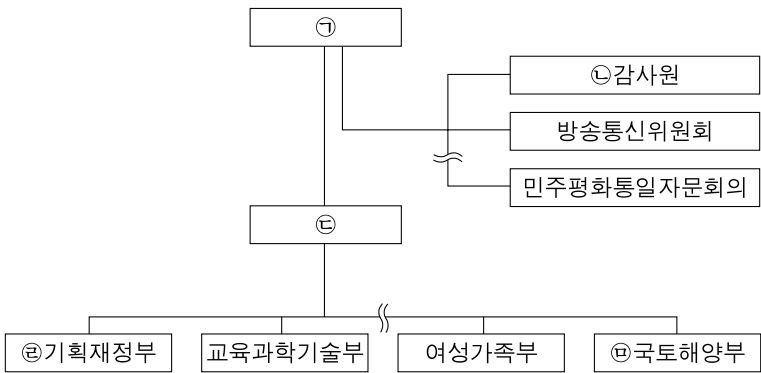 ㉠
㉡감사원
방송통신위원회
민주평화통일자문회의
㉢
㉣기획재정부
교육과학기술부
여성가족부
㉤국토해양부